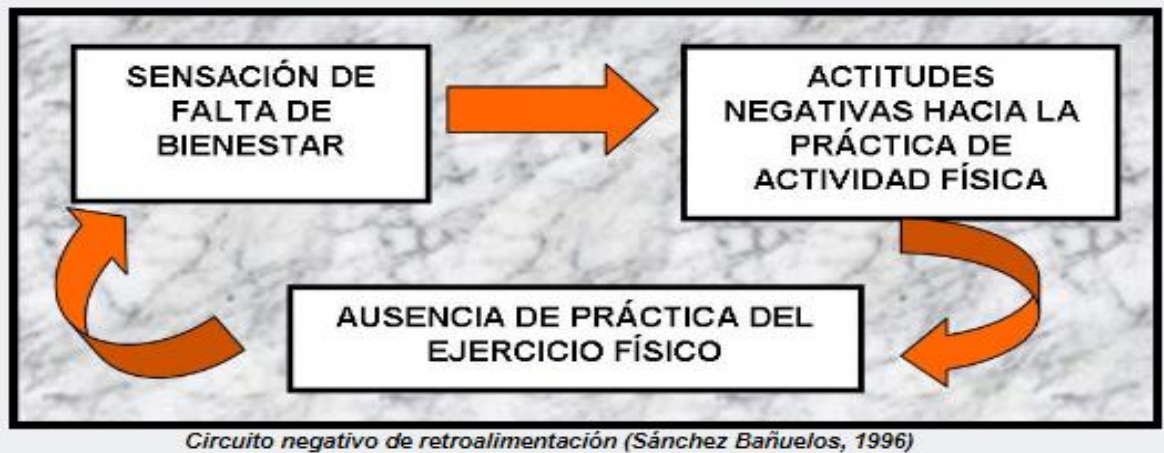 SENSACIÓN DE
FALTA DE
BIENESTAR
ACTITUDES
NEGATIVAS HACIA LA
PRÁCTICA DE
ACTIVIDAD FÍSICA
AUSENCIA DE PRÁCTICA DEL
EJERCICIO FÍSICO
Circuito negativo de retroalimentación (Sánchez Bañuelos, 1996)